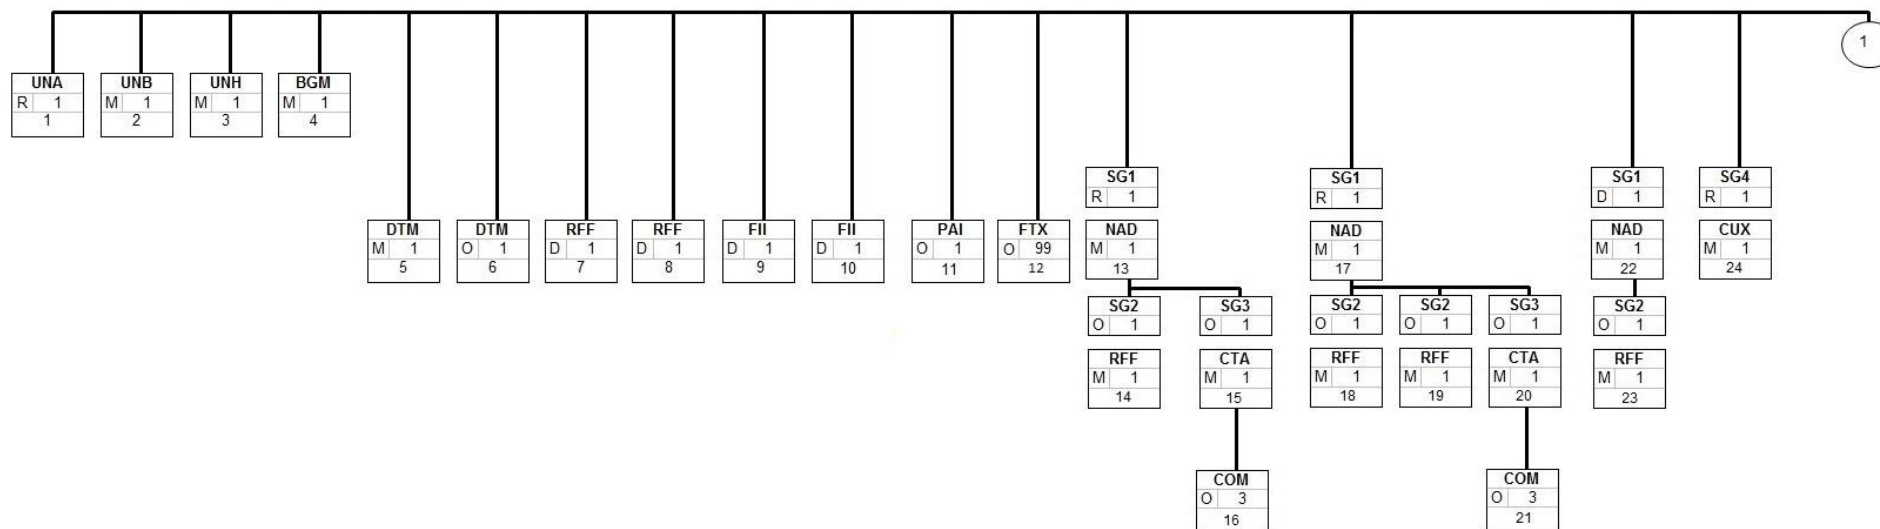 1
UNA
R 1
1
UNB
M 1
2
UNH
M 1
3
BGM
M 1
4
DTM
M 1
5
DTM
O 1
6
RFF
D 1
7
RFF
D 1
8
FII
D 1
9
FII
D 1
10
PAI
O 1
11
FTX
O 99
12
SG1
R 1
NAD
M 1
13
SG2
O 1
RFF
M 1
14
SG3
O 1
CTA
M 1
15
COM
O 3
16
SG1
R 1
NAD
M 1
17
SG2
O 1
RFF
M 1
18
SG2
O 1
RFF
M 1
19
SG3
O 1
CTA
M 1
20
COM
O 3
21
SG1
D 1
NAD
M 1
22
SG2
O 1
RFF
M 1
23
SG4
R 1
CUX
M 1
24